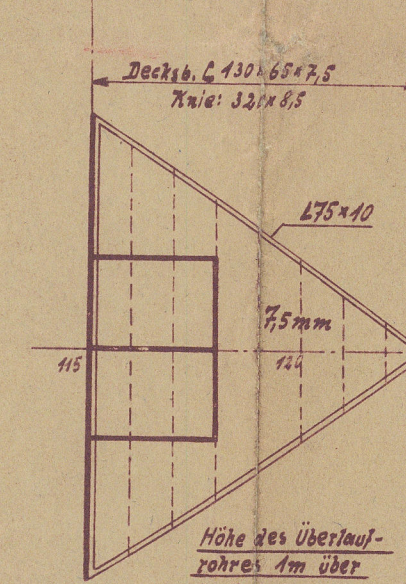 Decksb. C 130×65×7,5
Knie: 320×8,5
L75×10
7,5mm
115
120
Höhe des Überlauf-
rohres 1m über